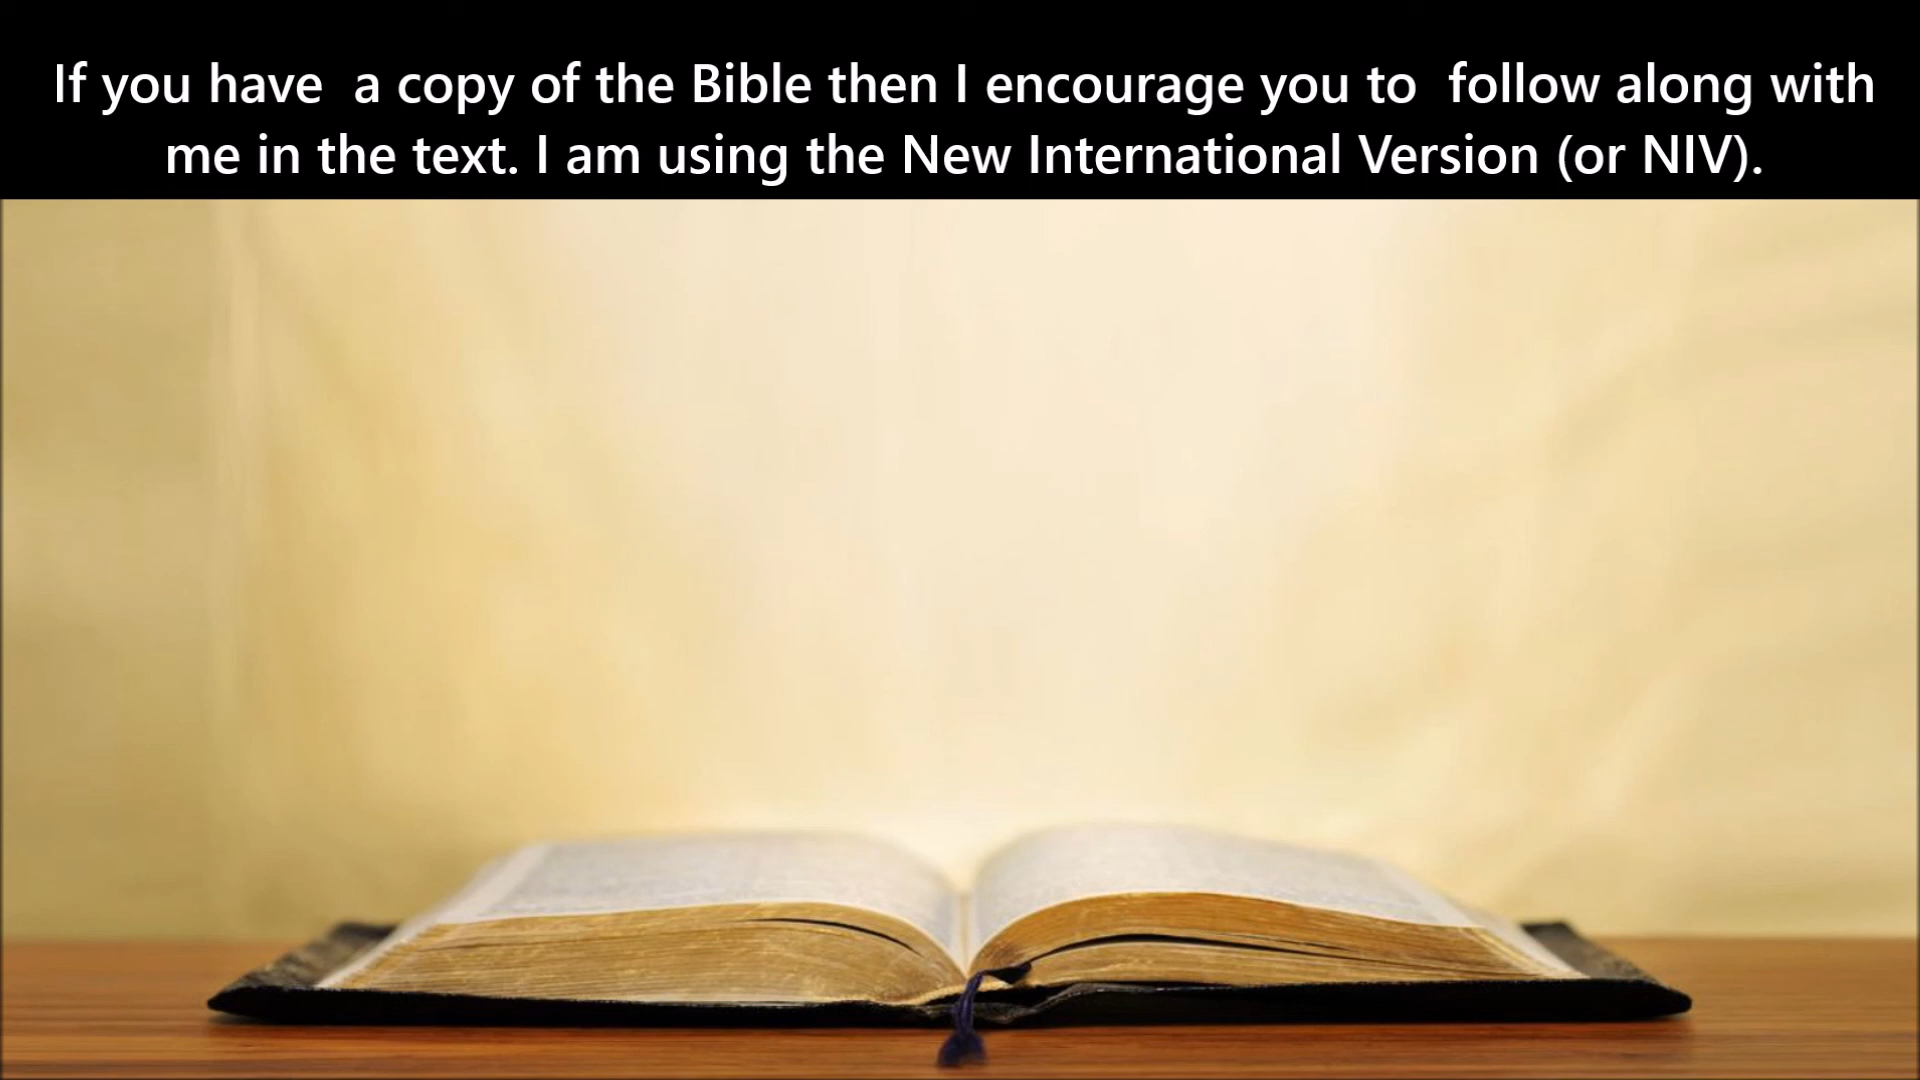 If you have  a copy of the Bible then I encourage you to  follow along with
me in the text. I am using the New International Version (or NIV).